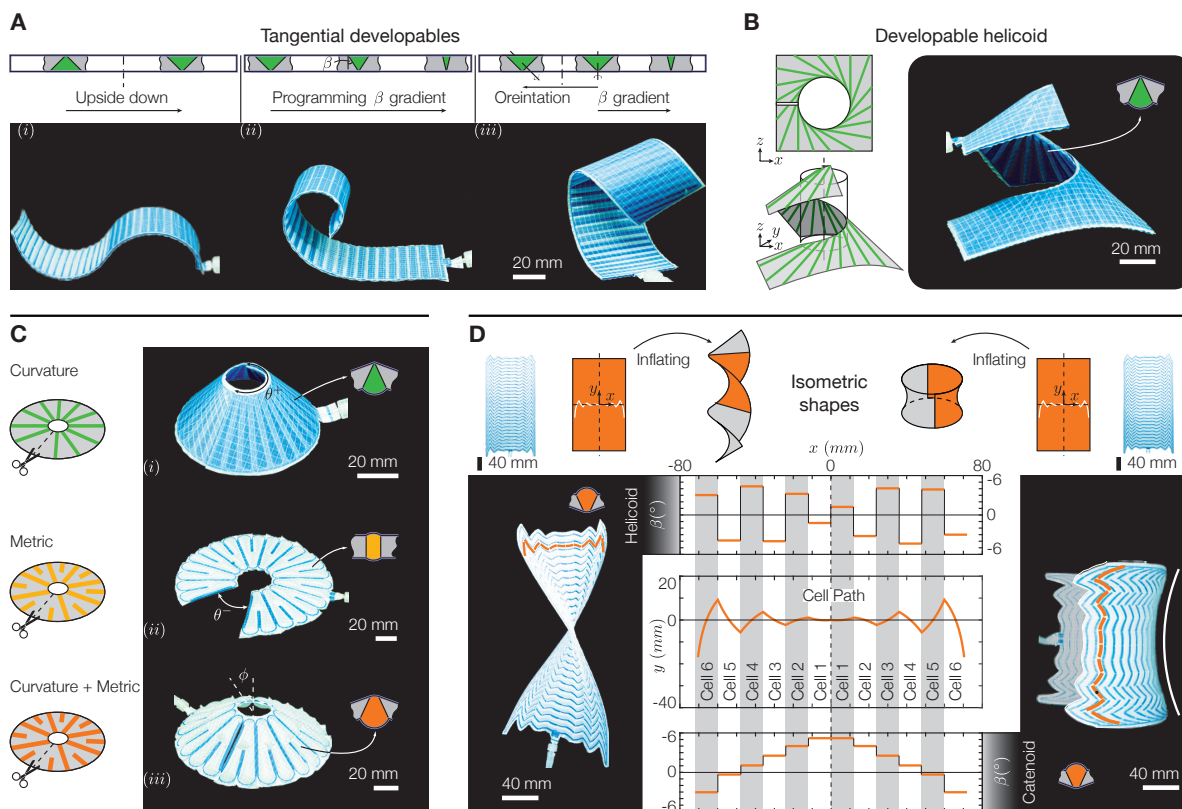 A
Tangential developables
β
Upside down
Programming β gradient
Oreintation
β gradient
(i)
(ii)
(iii)
20 mm
B
Developable helicoid
z
x
z
y
x
20 mm
C
Curvature
θ+
(i)
20 mm
Metric
θ−
(ii)
20 mm
Curvature + Metric
ϕ
(iii)
20 mm
D
Inflating
Inflating
Isometric
shapes
y
x
y
x
40 mm
40 mm
x (mm)
-80
0
80
Helicoid
β(°)
-6
0
6
Cell Path
20
0
-40
y (mm)
Cell 6
Cell 5
Cell 4
Cell 3
Cell 2
Cell 1
Cell 1
Cell 2
Cell 3
Cell 4
Cell 5
Cell 6
-6
0
-6
β(°)
Catenoid
40 mm
40 mm